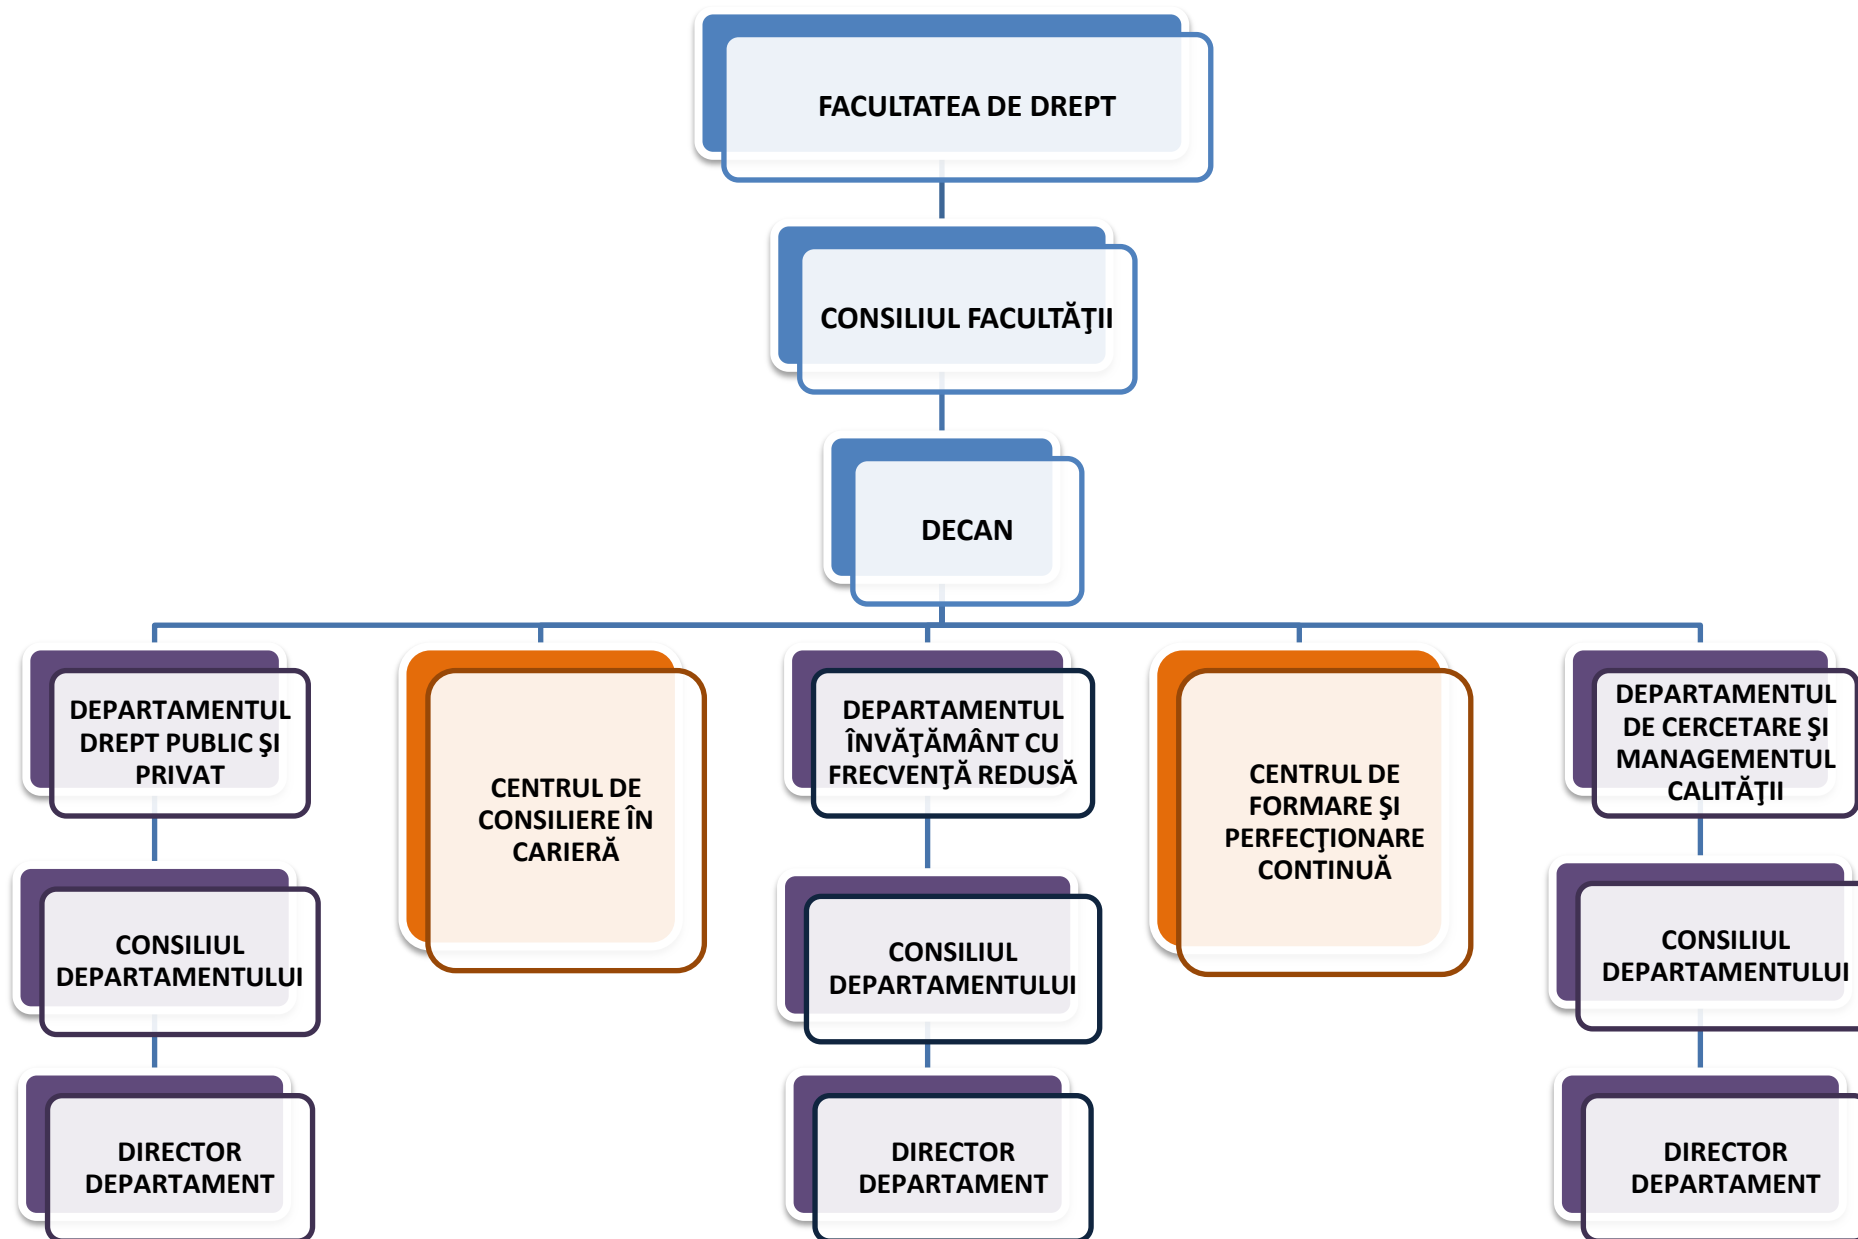 FACULTATEA DE DREPT
CONSILIUL FACULTĂŢII
DECAN
DEPARTAMENTUL
DREPT PUBLIC ŞI
PRIVAT
CENTRUL DE
CONSILIERE ÎN
CARIERĂ
DEPARTAMENTUL
ÎNVĂŢĂMÂNT CU
FRECVENŢĂ REDUSĂ
CENTRUL DE
FORMARE ŞI
PERFECŢIONARE
CONTINUĂ
DEPARTAMENTUL
DE CERCETARE ŞI
MANAGEMENTUL
CALITĂŢII
CONSILIUL
DEPARTAMENTULUI
CONSILIUL
DEPARTAMENTULUI
CONSILIUL
DEPARTAMENTULUI
DIRECTOR
DEPARTAMENT
DIRECTOR
DEPARTAMENT
DIRECTOR
DEPARTAMENT